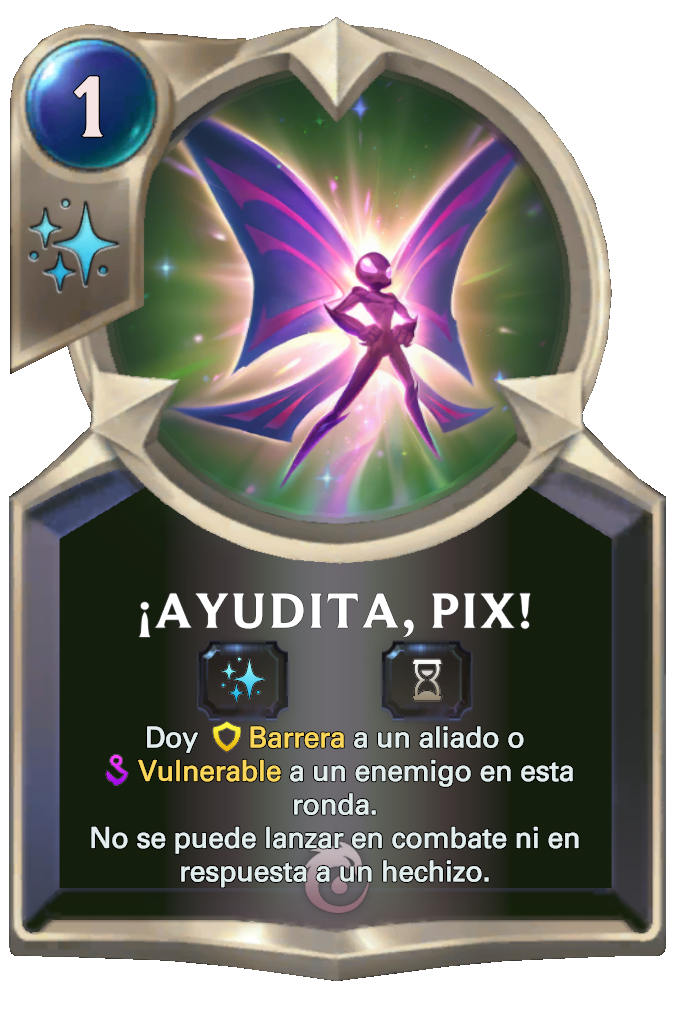 1
¡AYUDITA, PIX!
Doy Barrera a un aliado o
Vulnerable a un enemigo en esta
ronda.
No se puede lanzar en combate ni en
respuesta a un hechizo.